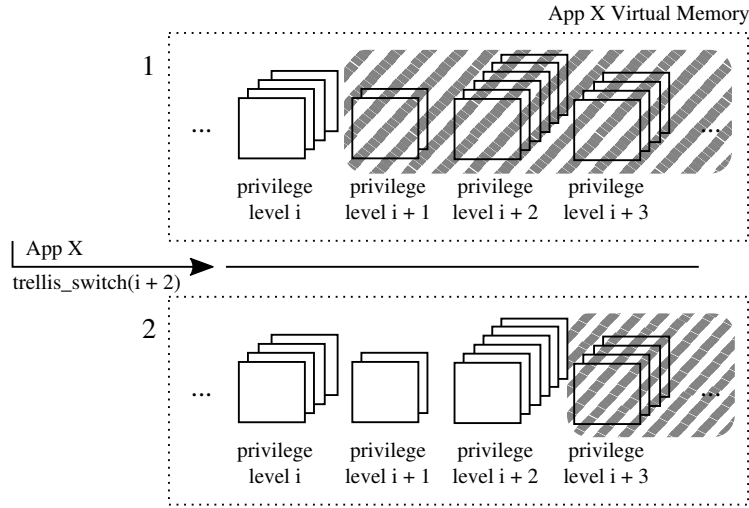 App X Virtual Memory
1
... ...
privilege privilege privilege privilege
level i level i + 1 level i + 2 level i + 3
App X
trellis_switch(i + 2)
2
... ...
privilege privilege privilege privilege
level i level i + 1 level i + 2 level i + 3